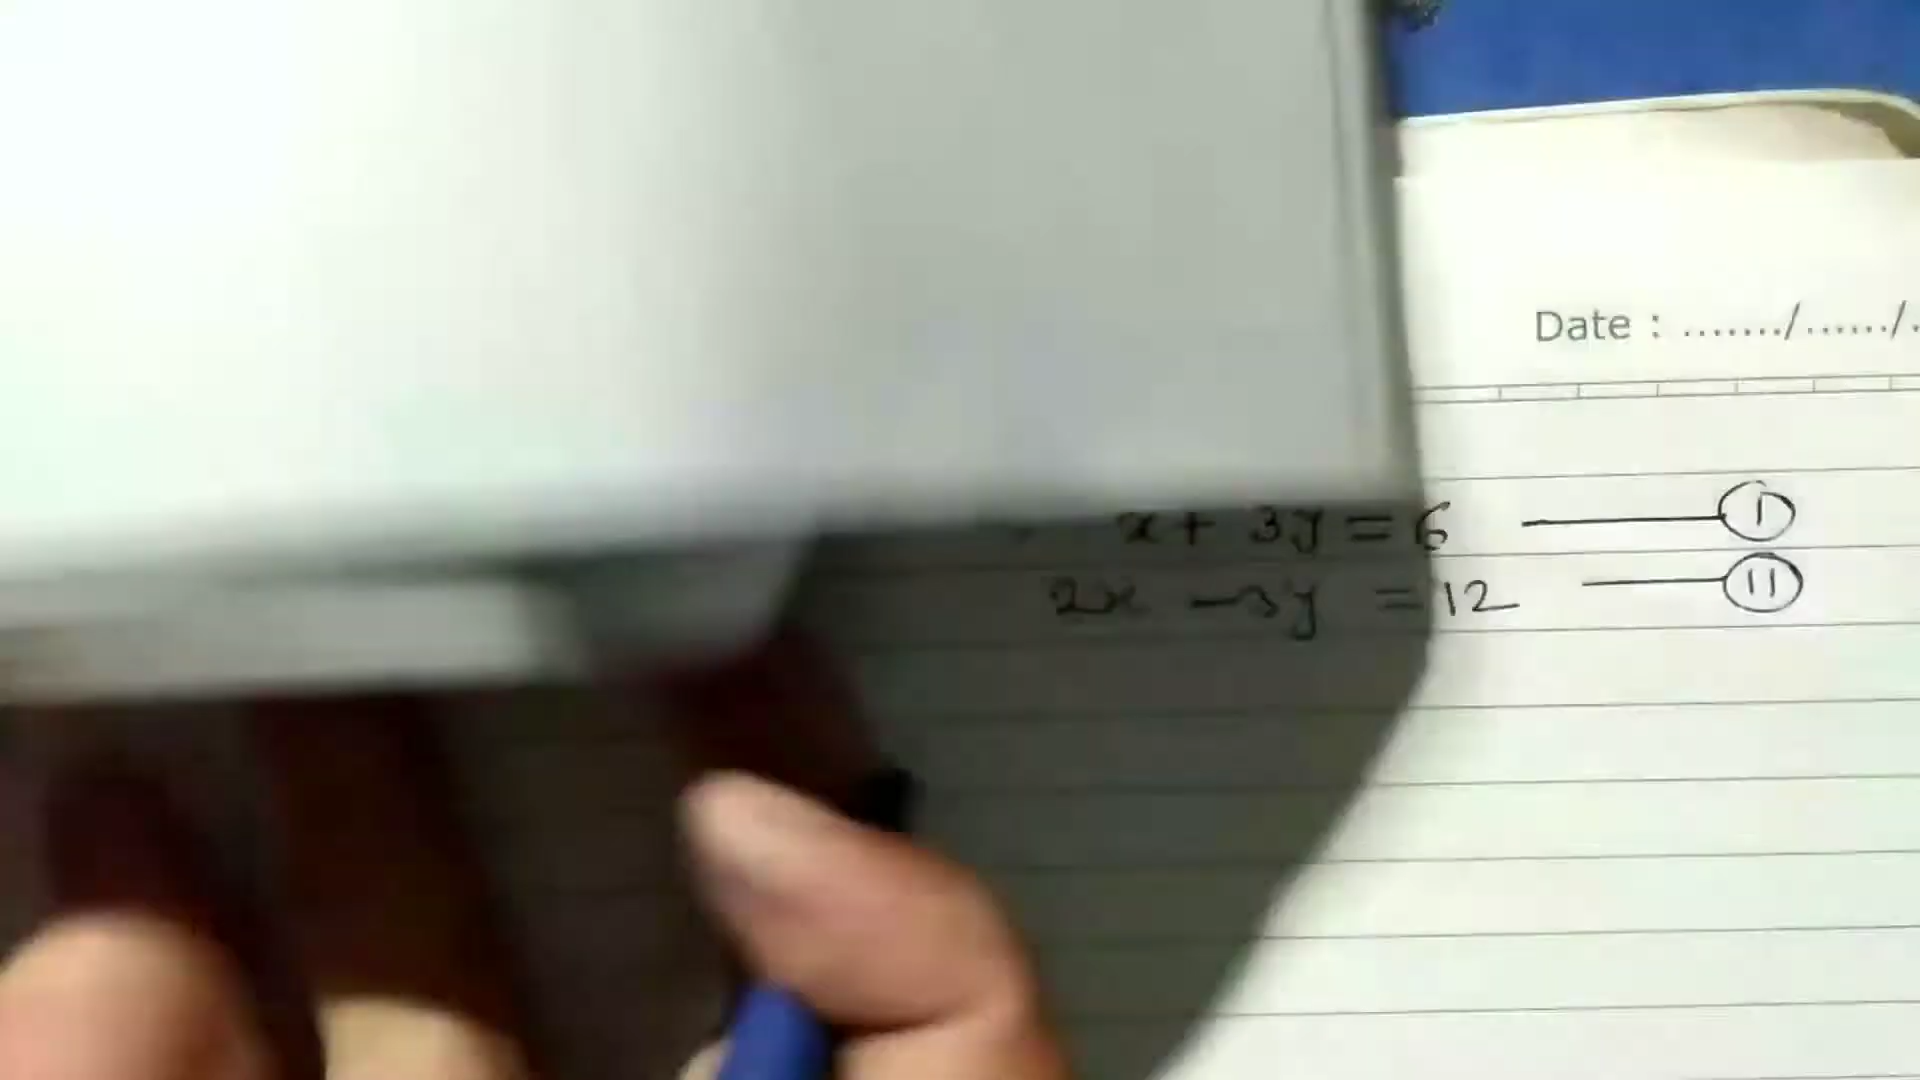 Date : ......./....../.
x + 3y = 6 ——— I
2x - 3y = 12 ——— II